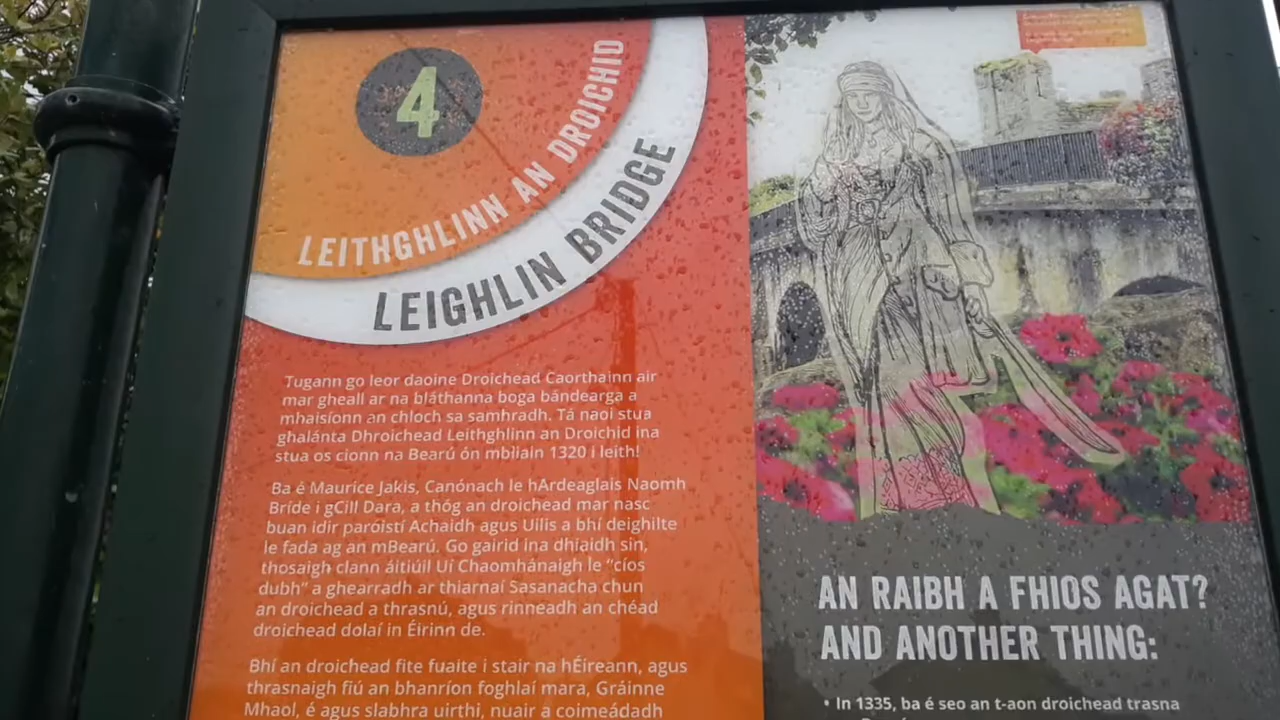 4
LEITHGHLINN AN DROICHID
LEIGHLIN BRIDGE
Tugann go leor daoine Droichead Caorthainn air
mar gheall ar na bláthanna boga bándearga a
mhaisíonn an chloch sa samhradh. Tá naoi stua
ghalánta Dhroichead Leithghlinn an Droichid ina
stua os cionn na Bearú ón mbliain 1320 i leith!
Ba é Maurice Jakis, Canónach le hArdeaglais Naomh
Bríde i gCill Dara, a thóg an droichead mar nasc
buan idir paróistí Achaidh agus Uilis a bhí deighilte
le fada ag an mBearú. Go gairid ina dhiaidh sin,
thosaigh clann áitiúil Uí Chaomhánaigh le "cíos
dubh" a ghearradh ar thiarnaí Sasanacha chun
an droichead a thrasnú, agus rinneadh an chéad
droichead dolaí in Éirinn de.
Bhí an droichead fite fuaite i stair na hÉireann, agus
thrasnaigh fiú an bhanríon foghlaí mara, Gráinne
Mhaol, é agus slabhra uirthi, nuair a coimeádadh
AN RAIBH A FHIOS AGAT?
AND ANOTHER THING:
• In 1335, ba é seo an t-aon droichead trasna